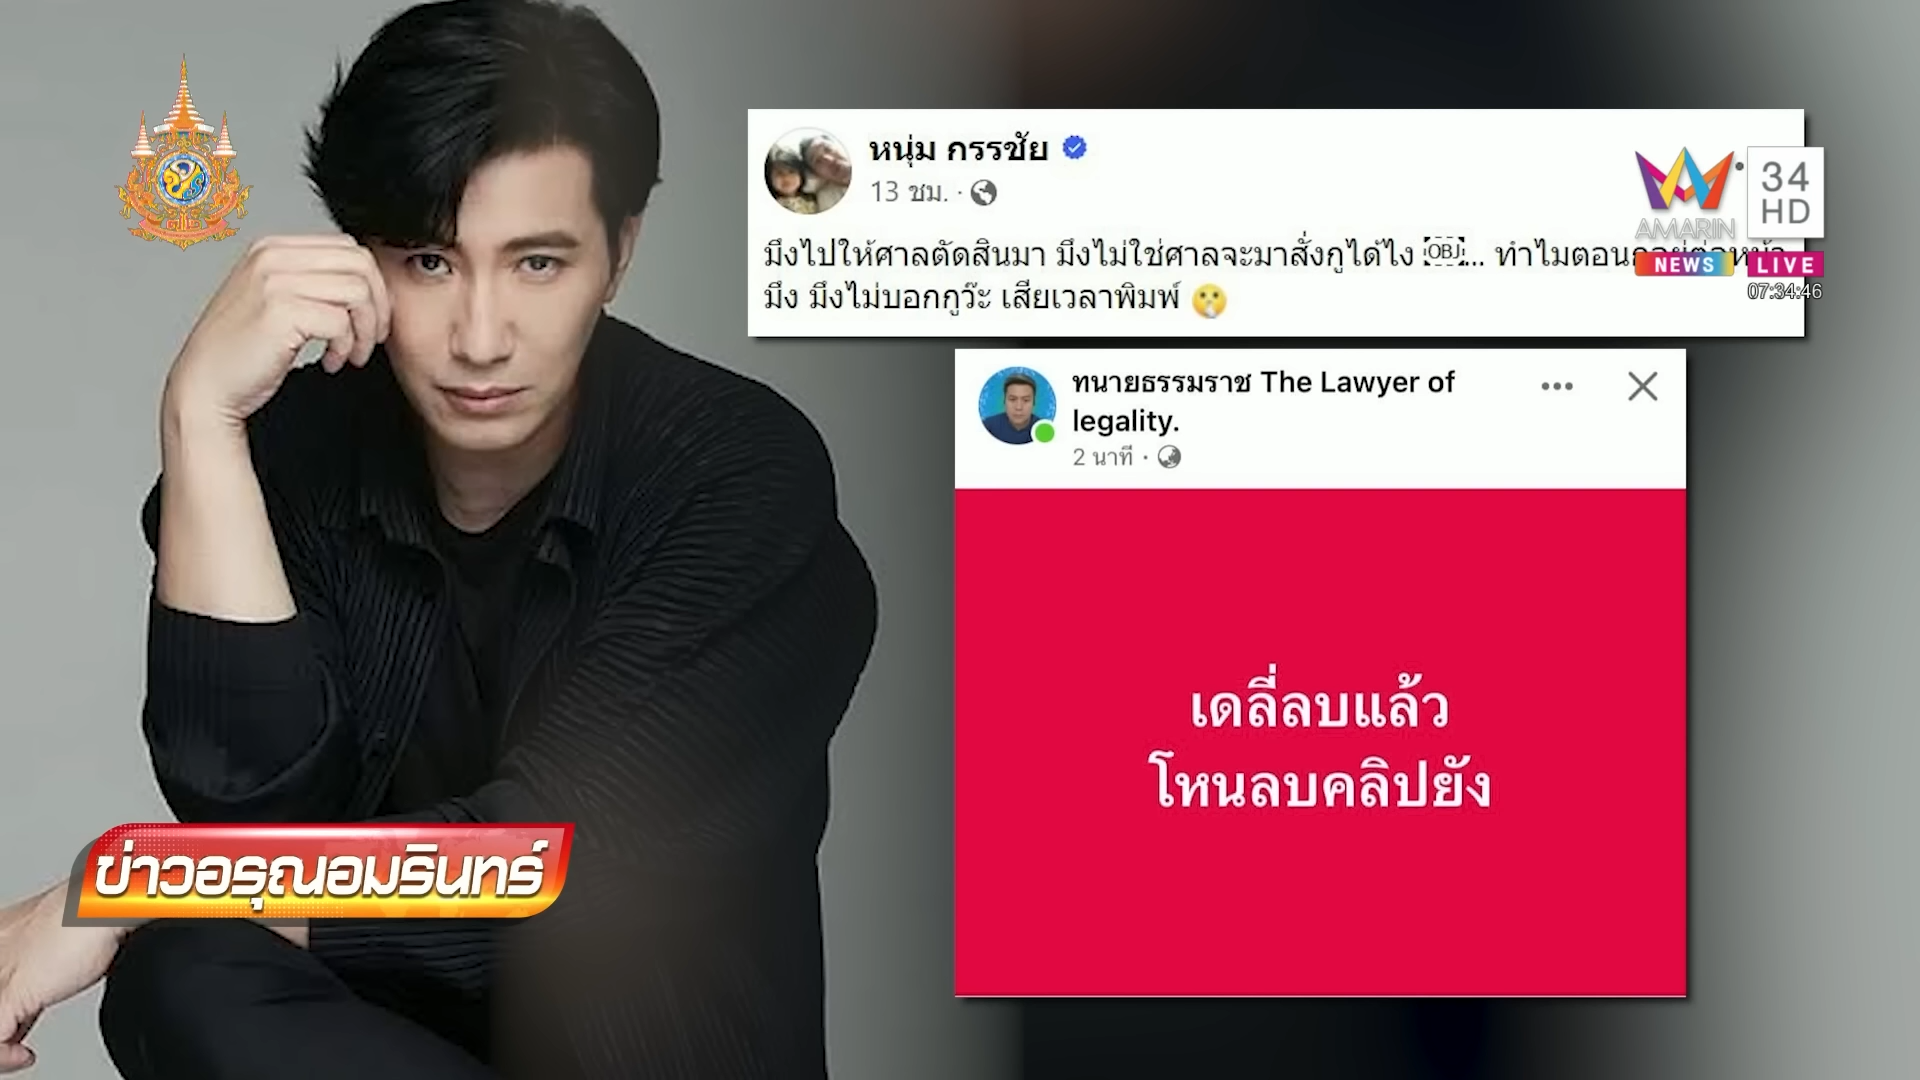 หนุ่ม กรรชัย
13 ชม. ·
มึงไปให้ศาลตัดสินมา มึงไม่ใช่ศาลจะมาสั่งกูได้ไง OBJ... ทำไมตอน
มึง มึงไม่บอกกูว๊ะ เสียเวลาพิมพ์ 🤫
AMARIN
34
HD
NEWS
LIVE
07:34:46
ทนายธรรมราช The Lawyer of
legality.
2 นาที ·
เดลี่ลบแล้ว
โหนลบคลิปยัง
ข่าวอรุณอมรินทร์